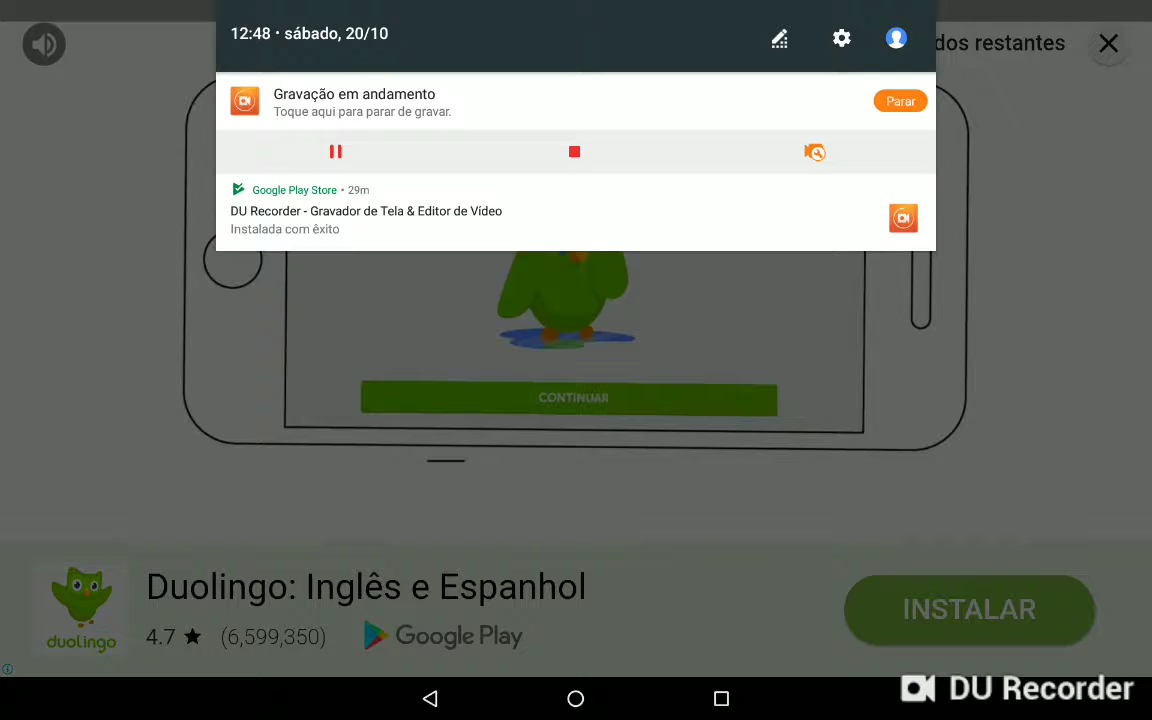 12:48 • sábado, 20/10
dos restantes
Gravação em andamento
Toque aqui para parar de gravar.
Parar
Google Play Store • 29m
DU Recorder - Gravador de Tela & Editor de Vídeo
Instalada com êxito
CONTINUAR
Duolingo: Inglês e Espanhol
4.7 ★ (6,599,350) Google Play
duolingo
INSTALAR
DU Recorder